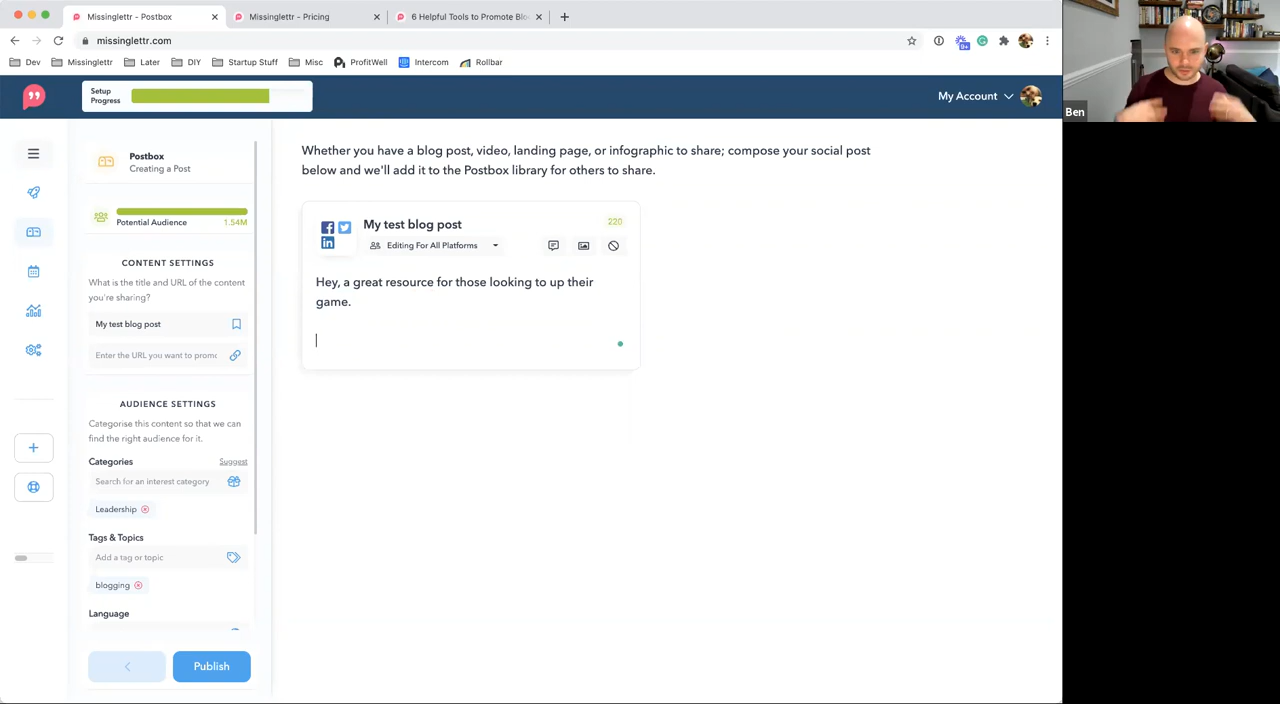 Missinglettr - Postbox
Missinglettr - Pricing
6 Helpful Tools to Promote Blo
missinglettr.com
9+
Dev
Missinglettr
Later
DIY
Startup Stuff
Misc
ProfitWell
Intercom
Rollbar
Setup
Progress
My Account
Ben
Postbox
Creating a Post
Potential Audience
1.54M
CONTENT SETTINGS
What is the title and URL of the content
you're sharing?
My test blog post
Enter the URL you want to promo
AUDIENCE SETTINGS
Categorise this content so that we can
find the right audience for it.
Categories
Suggest
Search for an interest category
Leadership
Tags & Topics
Add a tag or topic
blogging
Language
Publish
Whether you have a blog post, video, landing page, or infographic to share; compose your social post
below and we'll add it to the Postbox library for others to share.
My test blog post
220
Editing For All Platforms
Hey, a great resource for those looking to up their
game.